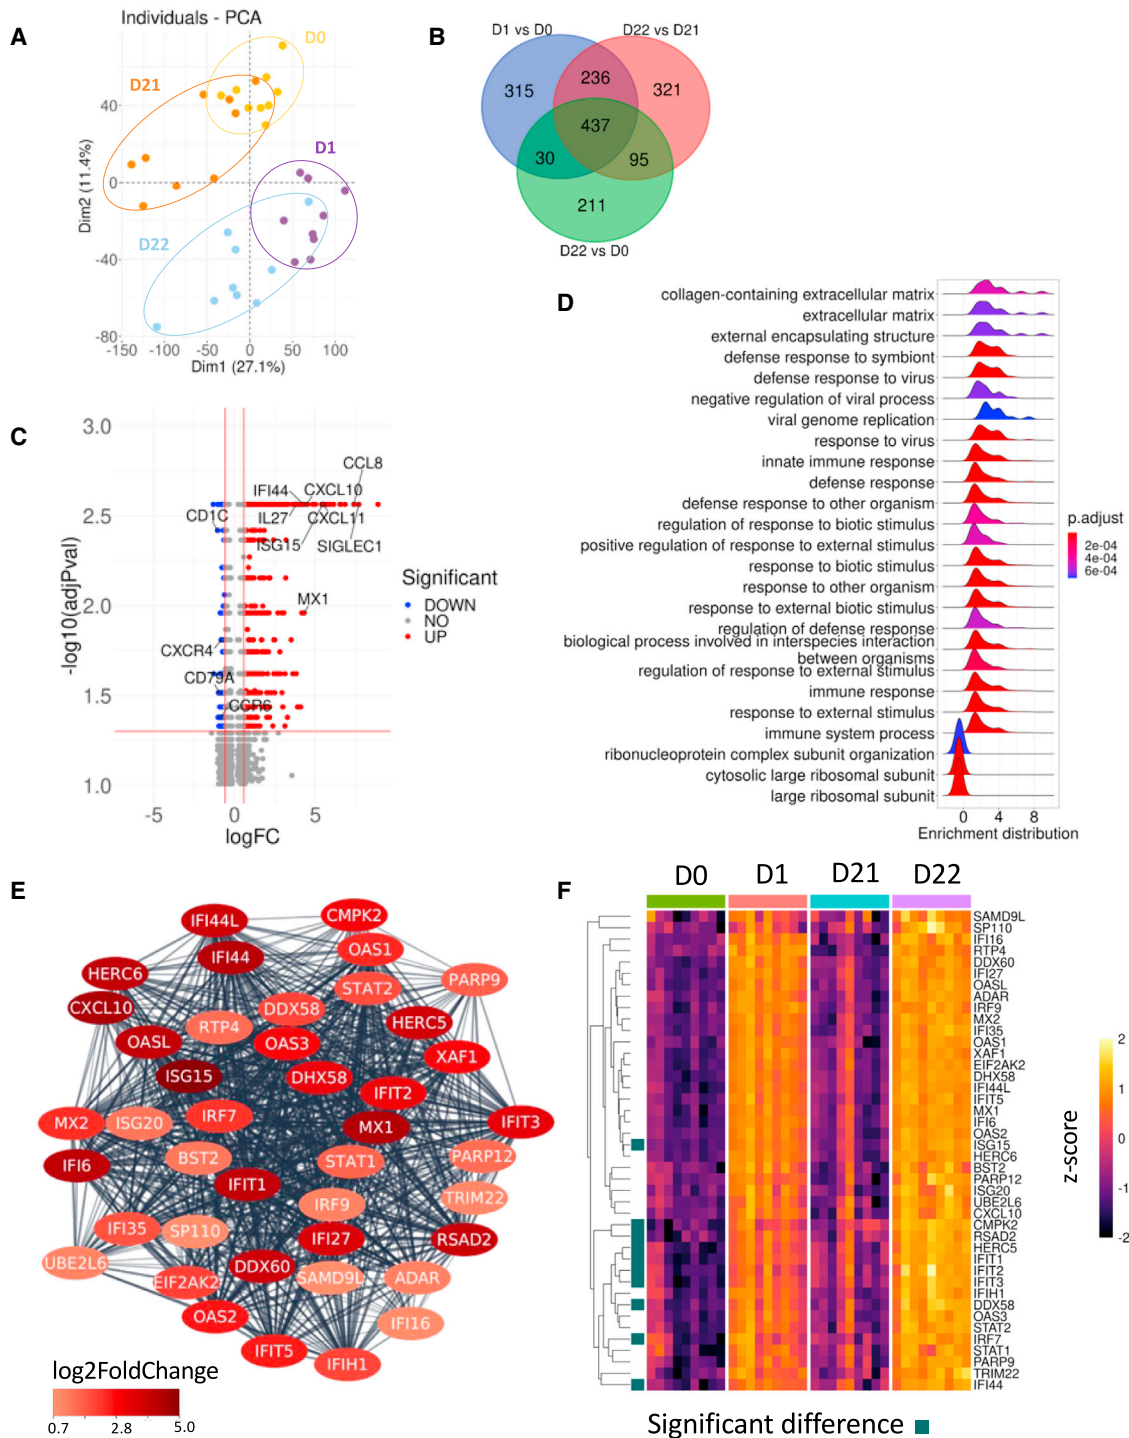 A
Individuals - PCA
D0
D21
D1
D22
40
0
-40
-80
-150 -100 -50 0 50 100
Dim2 (11.4%)
Dim1 (27.1%)
B
D1 vs D0
D22 vs D21
315
236
321
437
30
95
211
D22 vs D0
C
3.0
2.5
2.0
1.5
1.0
-log10(adjPval)
CCL8
IFI44
CXCL10
CD1C
IL27
CXCL11
ISG15
SIGLEC1
MX1
CXCR4
CD79A
CCR6
-5 0 5
logFC
Significant
DOWN
NO
UP
D
collagen-containing extracellular matrix
extracellular matrix
external encapsulating structure
defense response to symbiont
defense response to virus
negative regulation of viral process
viral genome replication
response to virus
innate immune response
defense response
defense response to other organism
regulation of response to biotic stimulus
positive regulation of response to external stimulus
response to biotic stimulus
response to other organism
response to external biotic stimulus
regulation of defense response
biological process involved in interspecies interaction
between organisms
regulation of response to external stimulus
immune response
response to external stimulus
immune system process
ribonucleoprotein complex subunit organization
cytosolic large ribosomal subunit
large ribosomal subunit
0 4 8
Enrichment distribution
p.adjust
2e-04
4e-04
6e-04
E
IFI44L
CMPK2
IFI44
OAS1
HERC6
STAT2
PARP9
CXCL10
DDX58
HERC5
RTP4
OASL
OAS3
XAF1
ISG15
DHX58
IFIT2
MX2
ISG20
IRF7
MX1
IFIT3
IFI6
BST2
STAT1
PARP12
IFIT1
TRIM22
IRF9
IFI35
SP110
IFI27
RSAD2
UBE2L6
DDX60
EIF2AK2
SAMD9L
ADAR
OAS2
IFI16
IFIT5
IFIH1
log2FoldChange
0.7 2.8 5.0
F
D0 D1 D21 D22
SAMD9L
SP110
IFI16
RTP4
DDX60
IFI27
OASL
ADAR
IRF9
MX2
IFI35
OAS1
XAF1
EIF2AK2
DHX58
IFI44L
IFIT5
MX1
IFI6
OAS2
ISG15
HERC6
BST2
PARP12
ISG20
UBE2L6
CXCL10
CMPK2
RSAD2
HERC5
IFIT1
IFIT2
IFIT3
IFIH1
DDX58
OAS3
STAT2
IRF7
STAT1
PARP9
TRIM22
IFI44
z-score
2
1
0
-1
-2
Significant difference